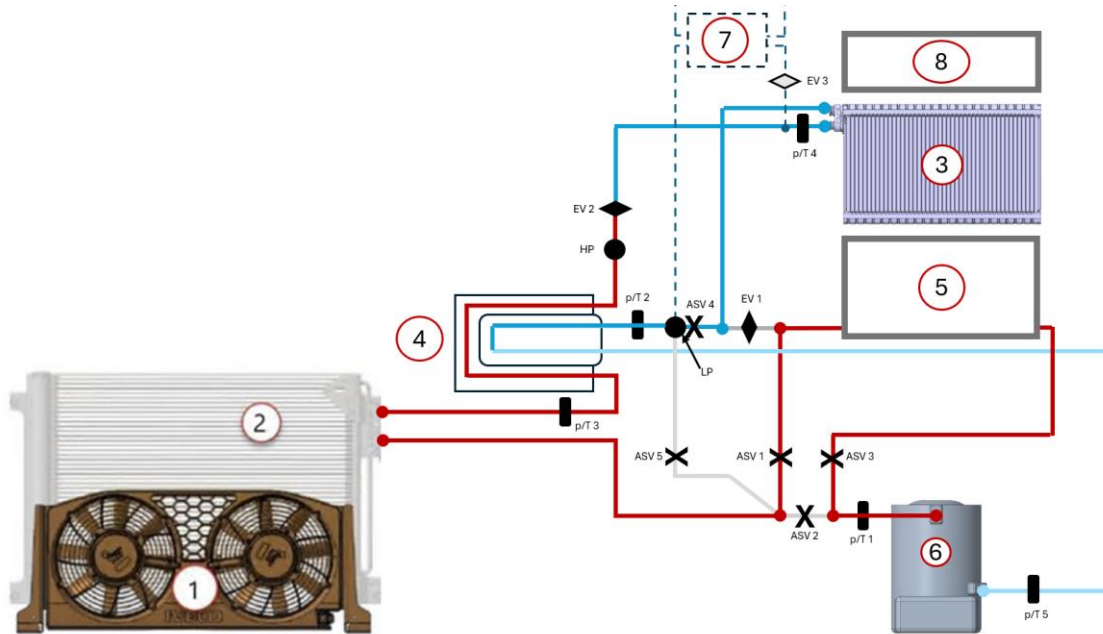 7
8
EV 3
p/T 4
3
EV 2
HP
5
p/T 2
ASV 4
EV 1
4
LP
2
p/T 3
ASV 5
ASV 1
ASV 3
ASV 2
p/T 1
6
1
p/T 5